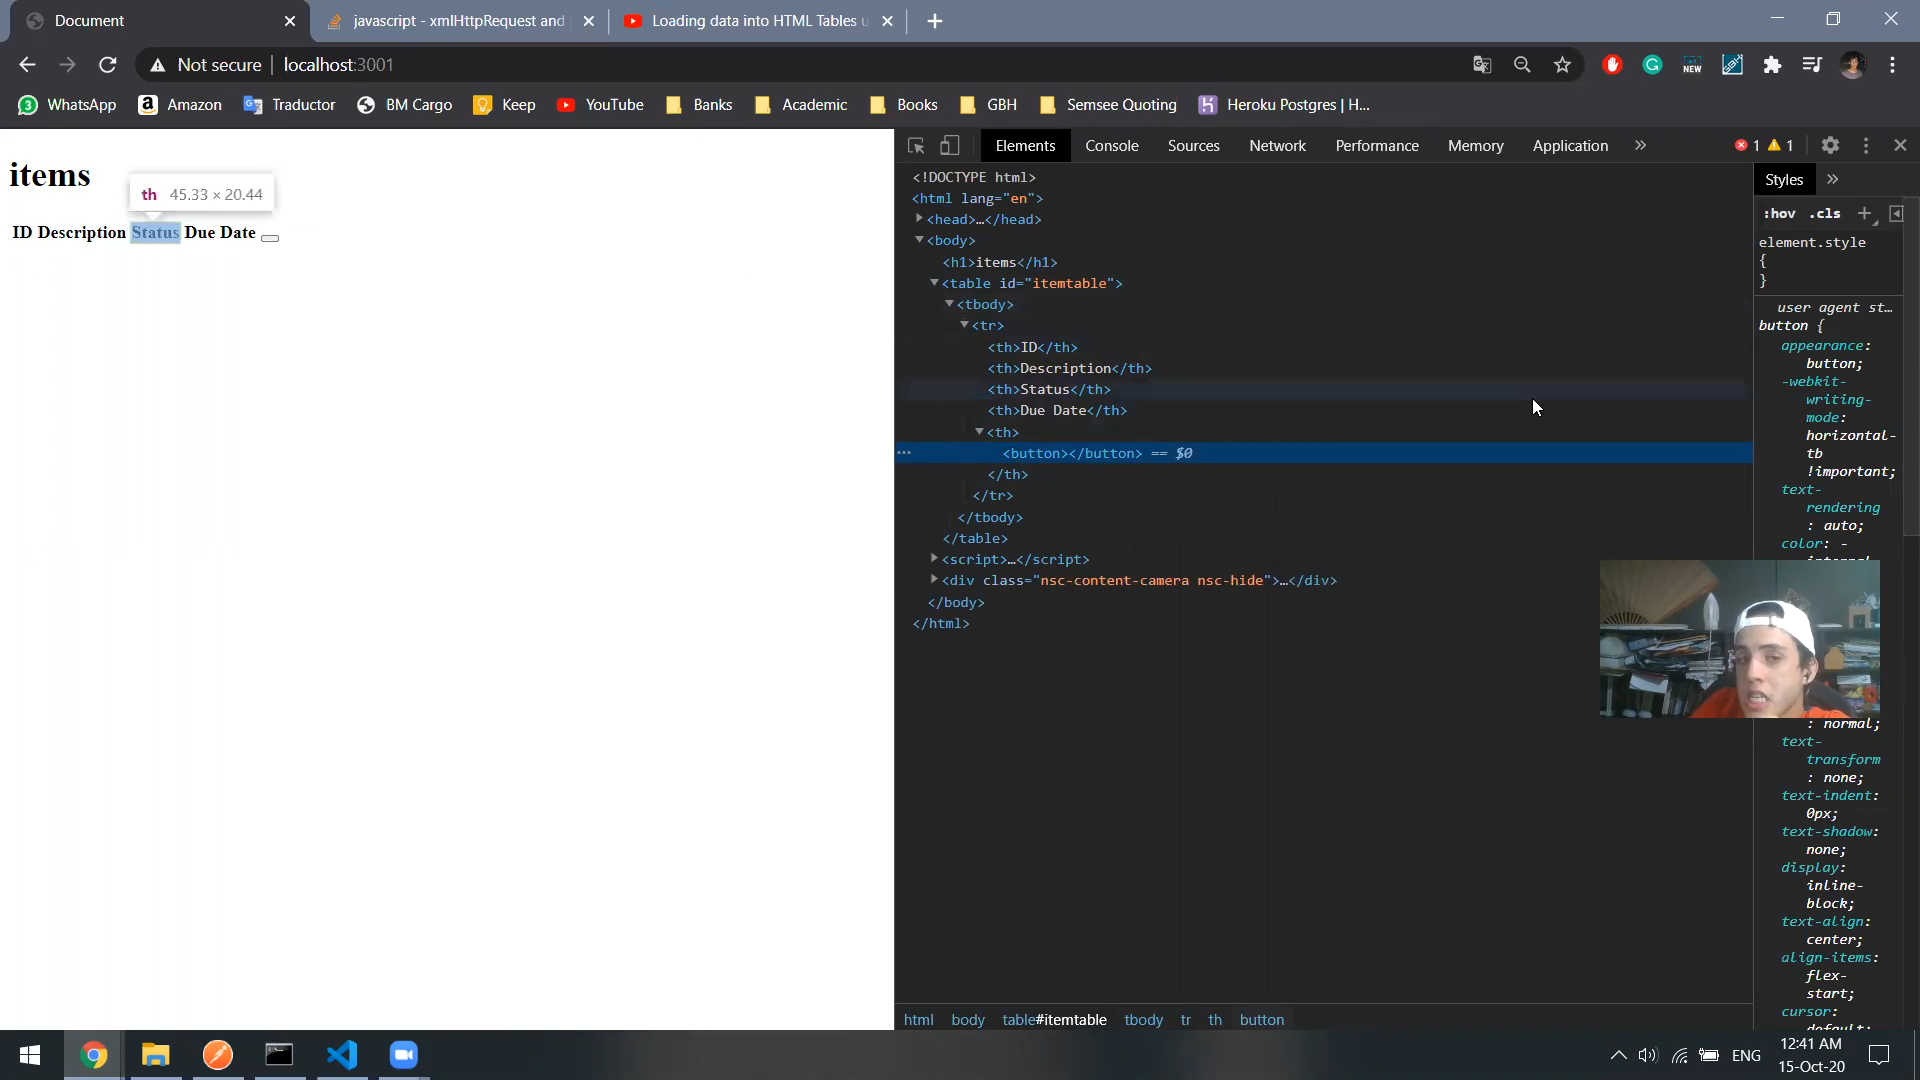 Document
javascript - xmlHttpRequest and
Loading data into HTML Tables u
Not secure
localhost:3001
NEW
3
WhatsApp
Amazon
Traductor
BM Cargo
Keep
YouTube
Banks
Academic
Books
GBH
Semsee Quoting
Heroku Postgres | H...
items
th 45.33 × 20.44
ID Description Status Due Date
Elements
Console
Sources
Network
Performance
Memory
Application
»
1
1
<!DOCTYPE html>
<html lang="en">
<head>…</head>
<body>
<h1>items</h1>
<table id="itemtable">
<tbody>
<tr>
<th>ID</th>
<th>Description</th>
<th>Status</th>
<th>Due Date</th>
<th>
<button></button> == $0
</th>
</tr>
</tbody>
</table>
<script>…</script>
<div class="nsc-content-camera nsc-hide">…</div>
</body>
</html>
html
body
table#itemtable
tbody
tr
th
button
Styles
»
:hov
.cls
element.style
{
}
user agent st…
button {
appearance:
button;
-webkit-
writing-
mode:
horizontal-
tb
!important;
text-
rendering
: auto;
color: -
: normal;
text-
transform
: none;
text-indent:
0px;
text-shadow:
none;
display:
inline-
block;
text-align:
center;
align-items:
flex-
start;
cursor:
default;
ENG
12:41 AM
15-Oct-20